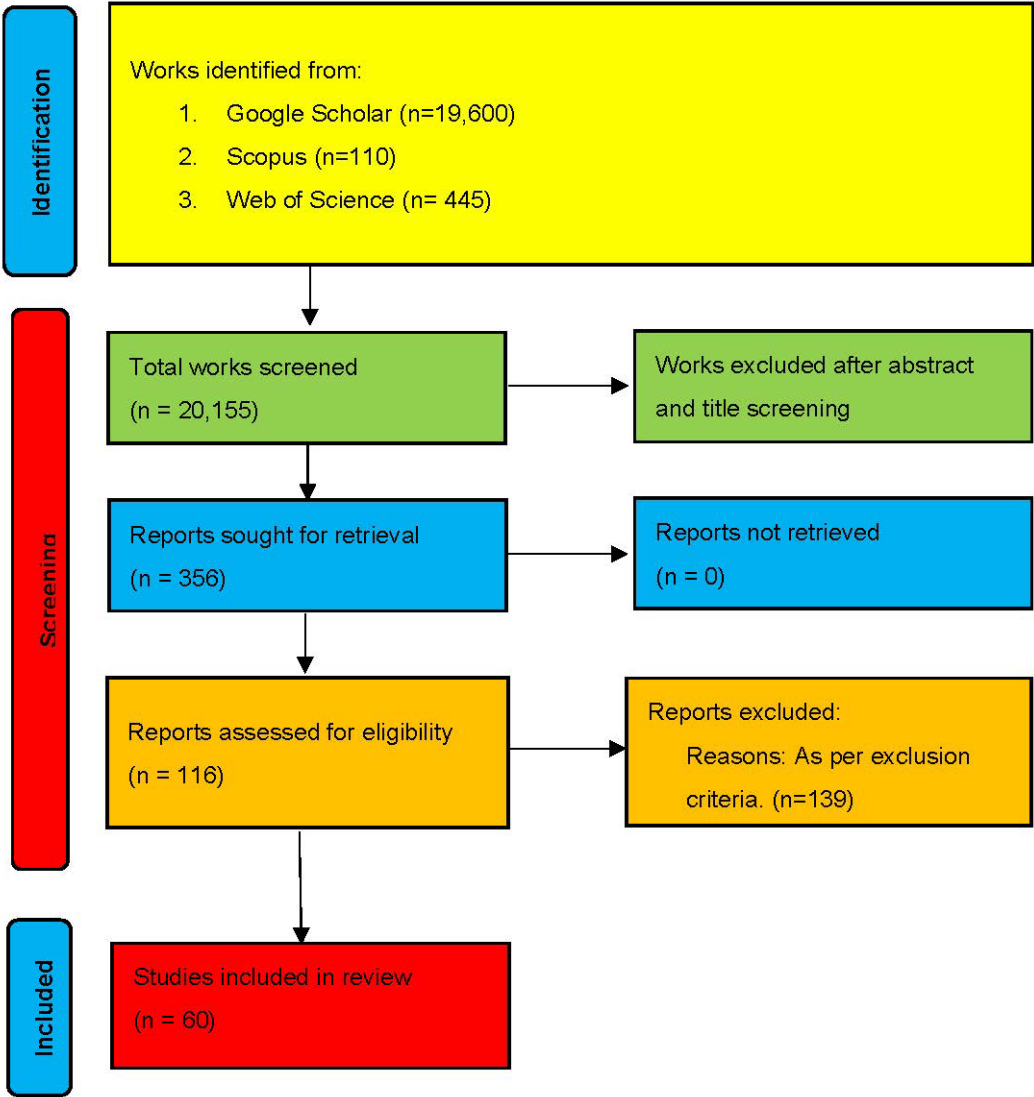 Identification
Works identified from:
1. Google Scholar (n=19,600)
2. Scopus (n=110)
3. Web of Science (n= 445)
Screening
Total works screened
(n = 20,155)
Works excluded after abstract
and title screening
Reports sought for retrieval
(n = 356)
Reports not retrieved
(n = 0)
Reports assessed for eligibility
(n = 116)
Reports excluded:
Reasons: As per exclusion
criteria. (n=139)
Included
Studies included in review
(n = 60)